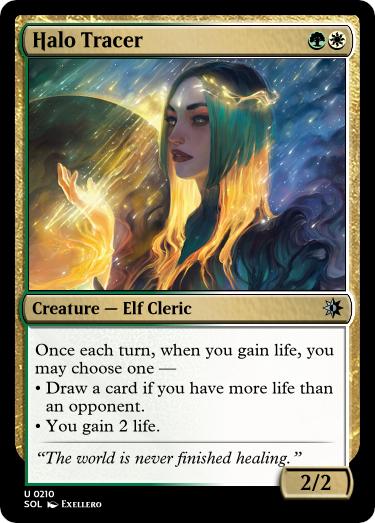 Halo Tracer
Creature — Elf Cleric
Once each turn, when you gain life, you
may choose one —
• Draw a card if you have more life than
an opponent.
• You gain 2 life.
“The world is never finished healing.”
2/2
U 0210
SOL Exellero